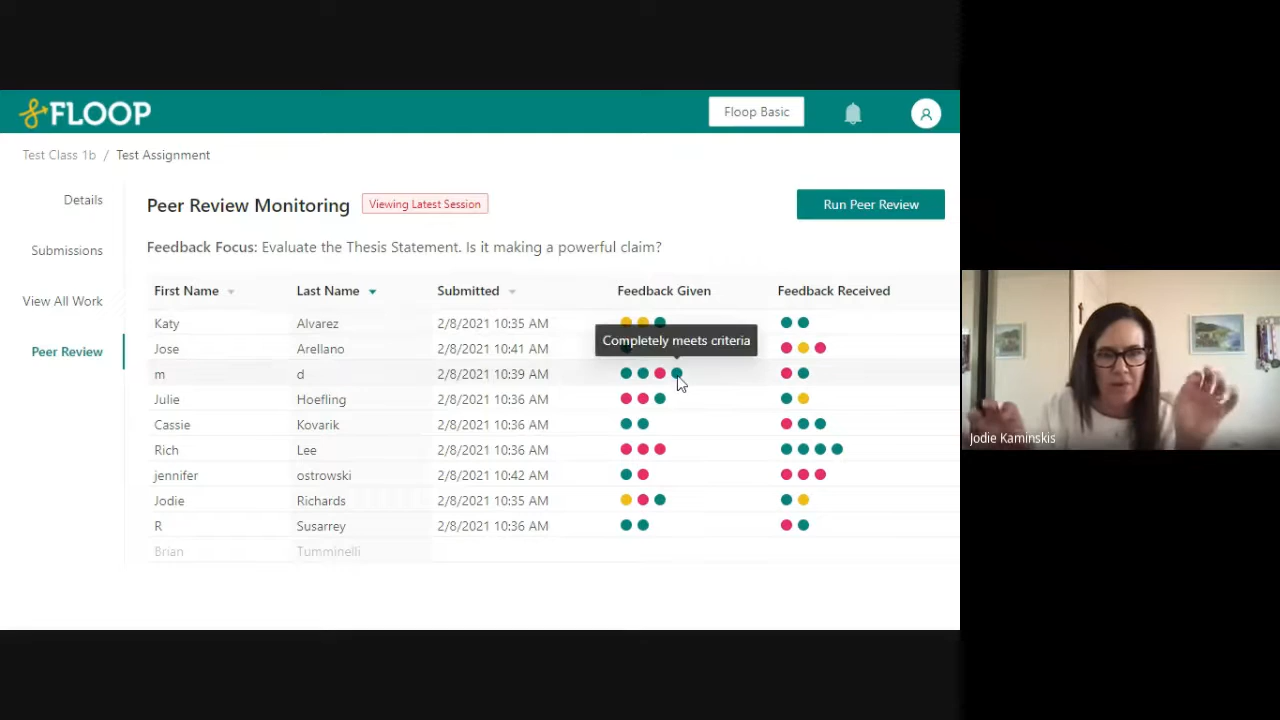 FLOOP
Floop Basic
Test Class 1b / Test Assignment
Details
Submissions
View All Work
Peer Review
Peer Review Monitoring
Viewing Latest Session
Run Peer Review
Feedback Focus: Evaluate the Thesis Statement. Is it making a powerful claim?
First Name Last Name Submitted Feedback Given Feedback Received
Katy Alvarez 2/8/2021 10:35 AM
Completely meets criteria
Jose Arellano 2/8/2021 10:41 AM
m d 2/8/2021 10:39 AM
Julie Hoefling 2/8/2021 10:36 AM
Cassie Kovarik 2/8/2021 10:36 AM
Rich Lee 2/8/2021 10:36 AM
jennifer ostrowski 2/8/2021 10:42 AM
Jodie Richards 2/8/2021 10:35 AM
R Susarrey 2/8/2021 10:36 AM
Brian Tumminelli
Jodie Kaminskis